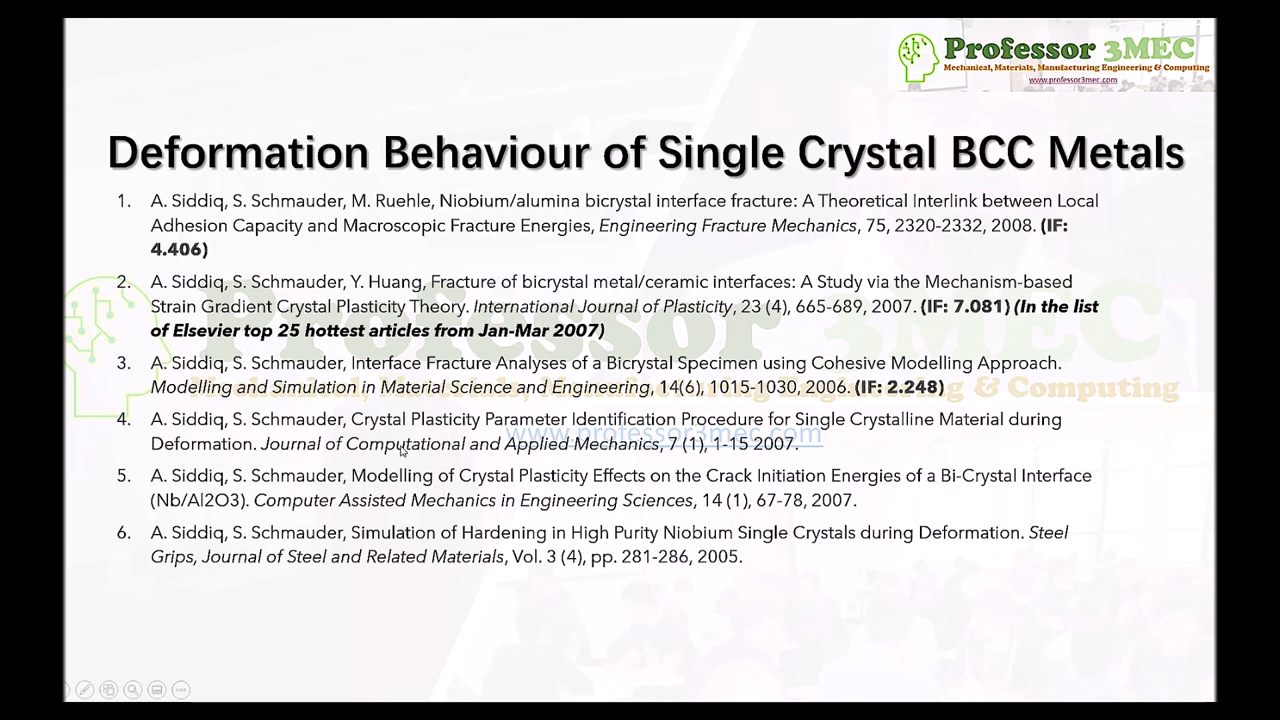 Professor 3MEC
Mechanical, Materials, Manufacturing Engineering & Computing
www.professor3mec.com
Deformation Behaviour of Single Crystal BCC Metals
1. A. Siddiq, S. Schmauder, M. Ruehle, Niobium/alumina bicrystal interface fracture: A Theoretical Interlink between Local
Adhesion Capacity and Macroscopic Fracture Energies, Engineering Fracture Mechanics, 75, 2320-2332, 2008. (IF:
4.406)
2. A. Siddiq, S. Schmauder, Y. Huang, Fracture of bicrystal metal/ceramic interfaces: A Study via the Mechanism-based
Strain Gradient Crystal Plasticity Theory. International Journal of Plasticity, 23 (4), 665-689, 2007. (IF: 7.081) (In the list
of Elsevier top 25 hottest articles from Jan-Mar 2007)
3. A. Siddiq, S. Schmauder, Interface Fracture Analyses of a Bicrystal Specimen using Cohesive Modelling Approach.
Modelling and Simulation in Material Science and Engineering, 14(6), 1015-1030, 2006. (IF: 2.248)
4. A. Siddiq, S. Schmauder, Crystal Plasticity Parameter Identification Procedure for Single Crystalline Material during
Deformation. Journal of Computational and Applied Mechanics, 7 (1), 1-15 2007.
5. A. Siddiq, S. Schmauder, Modelling of Crystal Plasticity Effects on the Crack Initiation Energies of a Bi-Crystal Interface
(Nb/Al2O3). Computer Assisted Mechanics in Engineering Sciences, 14 (1), 67-78, 2007.
6. A. Siddiq, S. Schmauder, Simulation of Hardening in High Purity Niobium Single Crystals during Deformation. Steel
Grips, Journal of Steel and Related Materials, Vol. 3 (4), pp. 281-286, 2005.
Professor 3MEC
Mechanical, Materials, Manufacturing Engineering & Computing
www.professor3mec.com